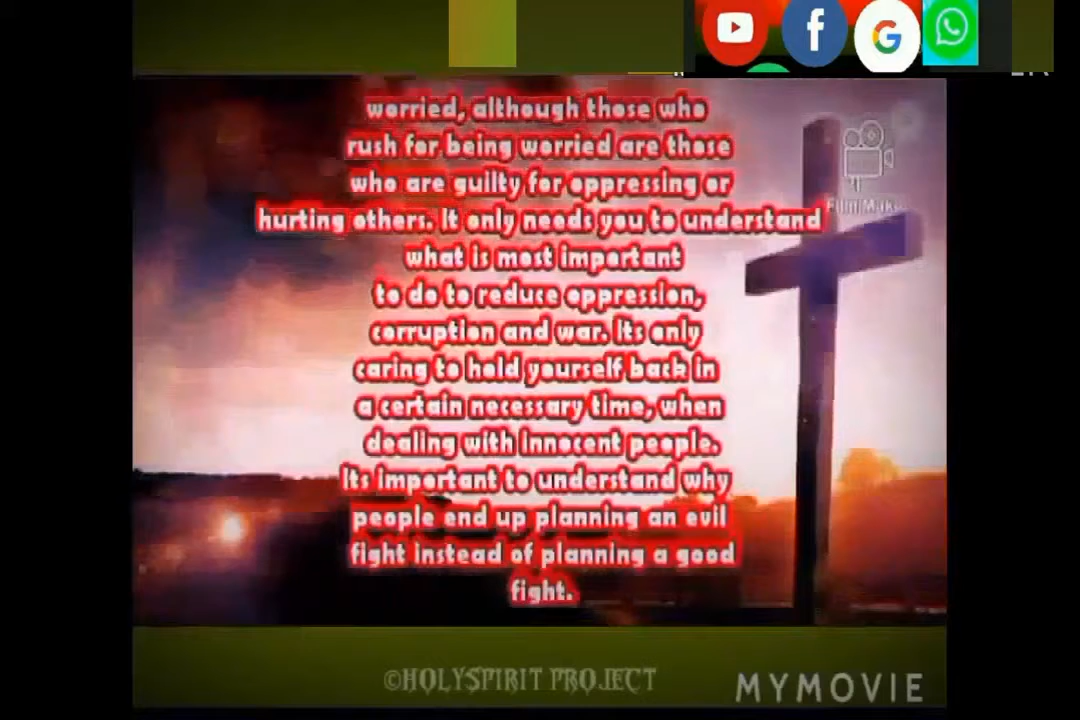 worried, although those who
rush for being worried are those
who are guilty for oppressing or
hurting others. It only needs you to understand
what is most important
to do to reduce oppression,
corruption and war. Its only
caring to hold yourself back in
a certain necessary time, when
dealing with innocent people.
Its important to understand why
people end up planning an evil
fight instead of planning a good
fight.
©HOLYSPIRIT PROJECT
MYMOVIE